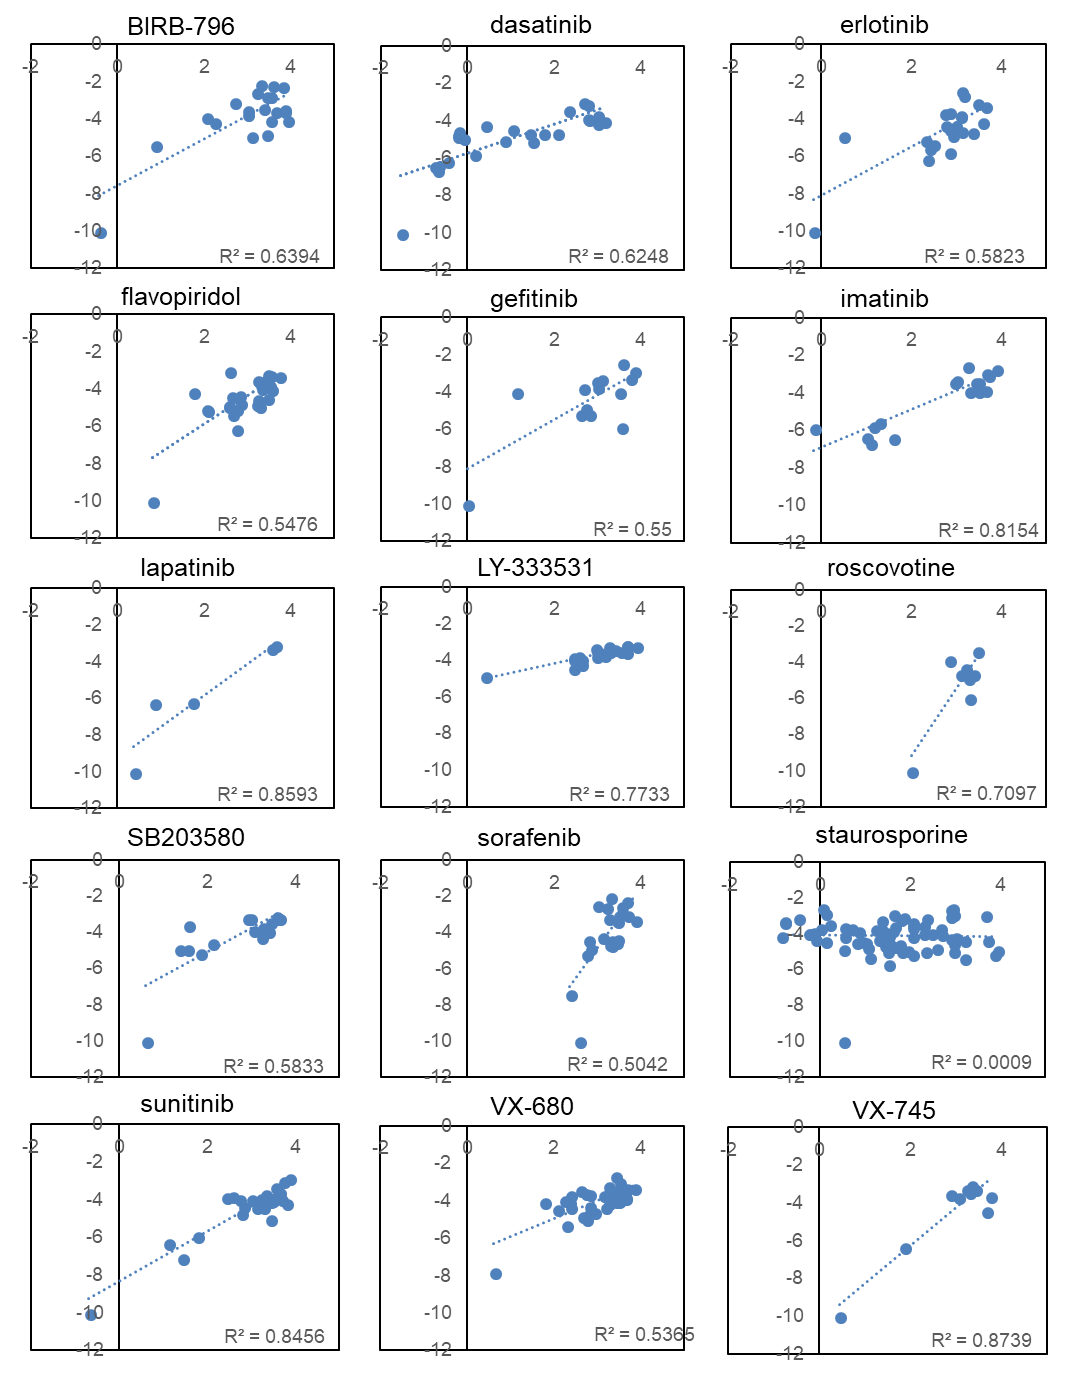 BIRB-796
dasatinib
erlotinib
0
-2 0 2 4
-2
-4
-6
-8
-10
-12
R² = 0.6394
0
-2 0 2 4
-2
-4
-6
-8
-10
-12
R² = 0.6248
0
-2 0 2 4
-2
-4
-6
-8
-10
-12
R² = 0.5823
flavopiridol
gefitinib
imatinib
0
-2 0 2 4
-2
-4
-6
-8
-10
-12
R² = 0.5476
0
-2 0 2 4
-2
-4
-6
-8
-10
-12
R² = 0.55
0
-2 0 2 4
-2
-4
-6
-8
-10
-12
R² = 0.8154
lapatinib
LY-333531
roscovotine
0
-2 0 2 4
-2
-4
-6
-8
-10
-12
R² = 0.8593
0
-2 0 2 4
-2
-4
-6
-8
-10
-12
R² = 0.7733
0
-2 0 2 4
-2
-4
-6
-8
-10
-12
R² = 0.7097
SB203580
sorafenib
staurosporine
0
-2 0 2 4
-2
-4
-6
-8
-10
-12
R² = 0.5833
0
-2 0 2 4
-2
-4
-6
-8
-10
-12
R² = 0.5042
0
-2 0 2 4
-2
-4
-6
-8
-10
-12
R² = 0.0009
sunitinib
VX-680
VX-745
0
-2 0 2 4
-2
-4
-6
-8
-10
-12
R² = 0.8456
0
-2 0 2 4
-2
-4
-6
-8
-10
-12
R² = 0.5365
0
-2 0 2 4
-2
-4
-6
-8
-10
-12
R² = 0.8739